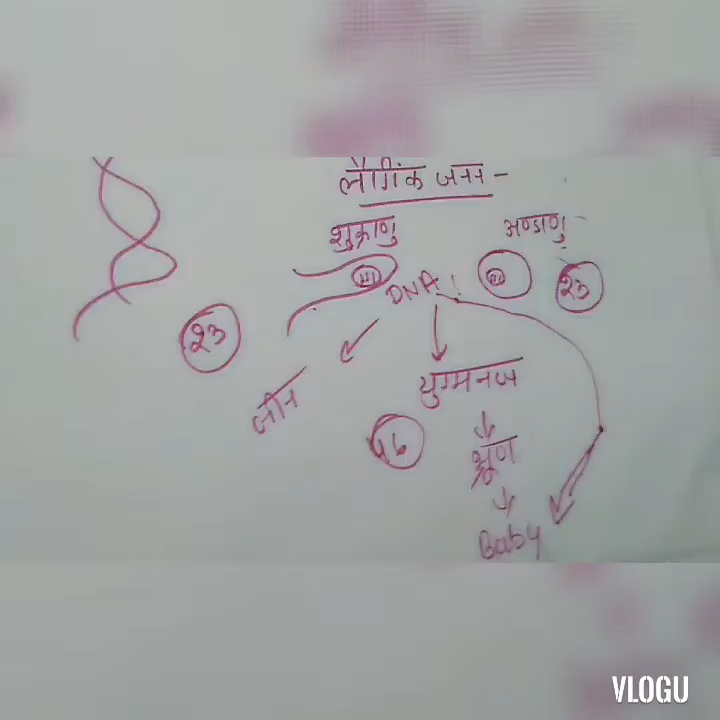 लैगिंक जनन -
शुक्राणु
अण्डाणु
DNA
23
23
जीन
युग्मनज
46
भ्रूण
Baby
VLOGU